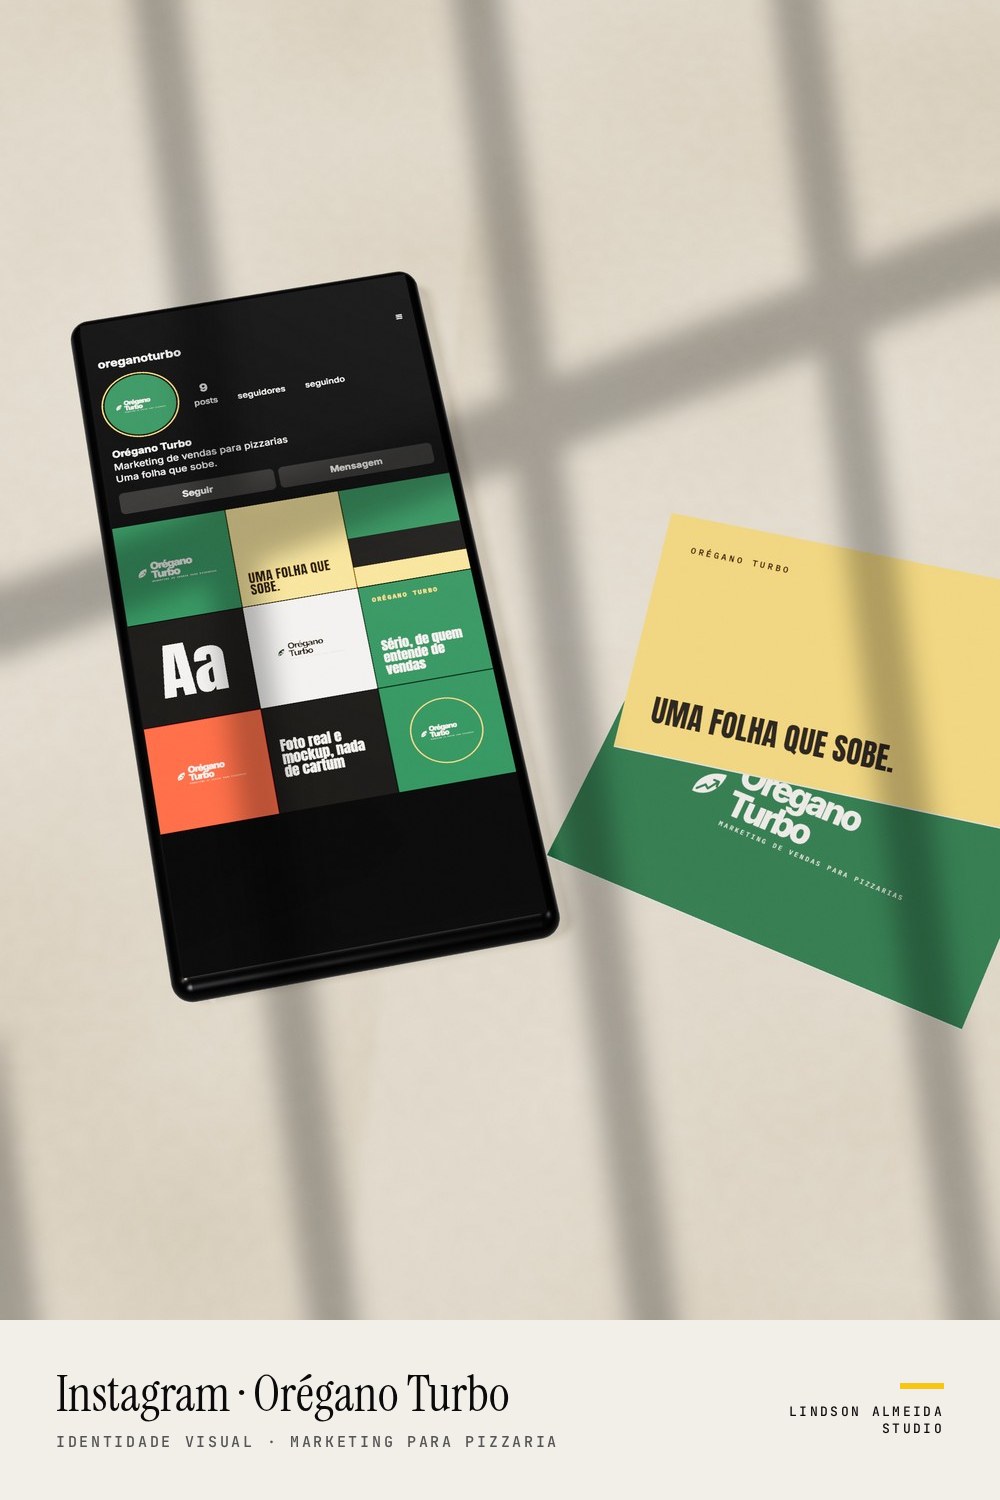 ≡
oreganoturbo
Orégano
Turbo
9
posts
seguidores
seguindo
Orégano Turbo
Marketing de vendas para pizzarias
Uma folha que sobe.
Seguir
Mensagem
Orégano
Turbo
UMA FOLHA QUE
SOBE.
Aa
Orégano
Turbo
ORÉGANO TURBO
Sério, de quem
entende de
vendas
Orégano
Turbo
Foto real e
mockup, nada
de cartum
Orégano
Turbo
ORÉGANO TURBO
UMA FOLHA QUE SOBE.
Orégano
Turbo
MARKETING DE VENDAS PARA PIZZARIAS
Instagram · Orégano Turbo
IDENTIDADE VISUAL · MARKETING PARA PIZZARIA
LINDSON ALMEIDA
STUDIO